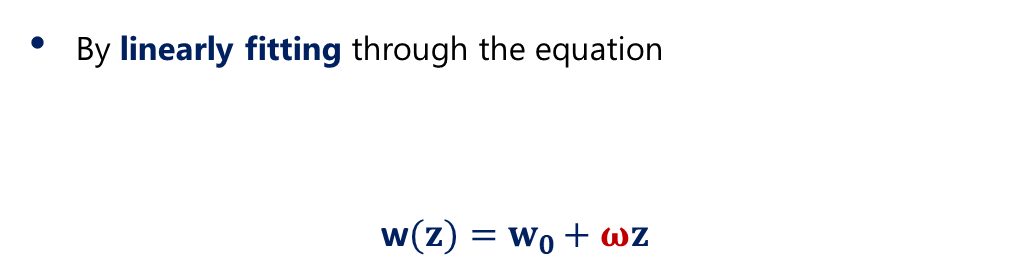 • By linearly fitting through the equation
w(z) = w₀ + ωz